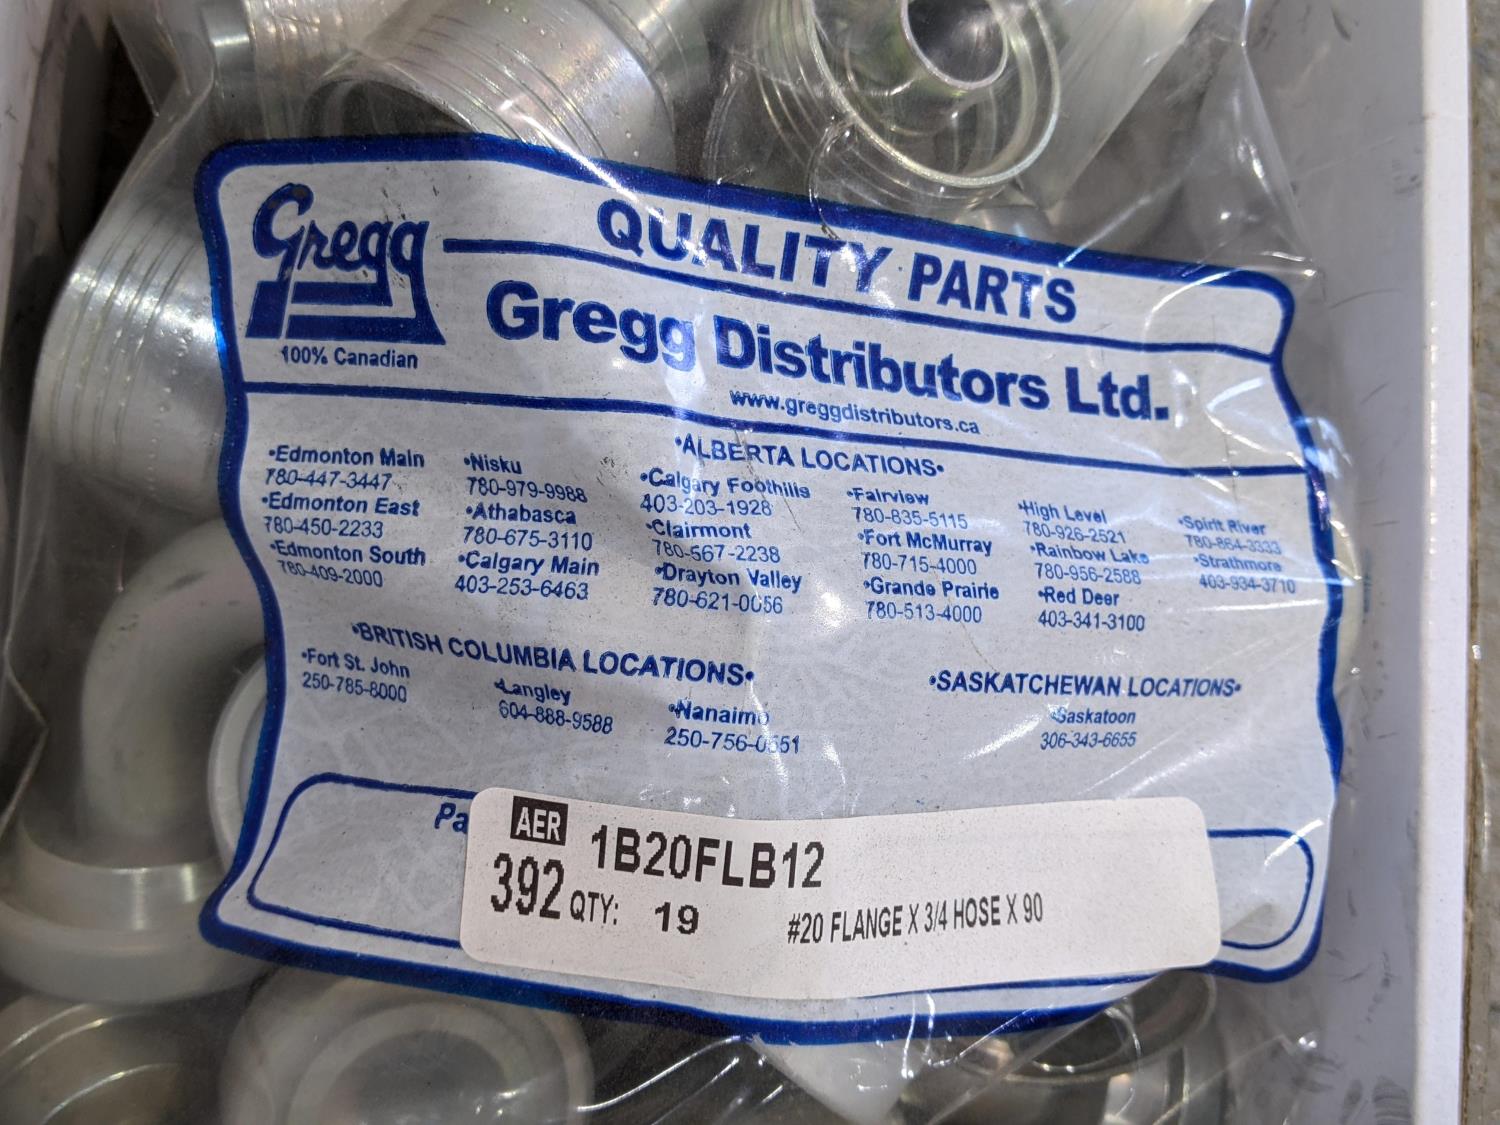 Gregg
100% Canadian
QUALITY PARTS
Gregg Distributors Ltd.
www.greggdistributors.ca
•ALBERTA LOCATIONS•
•Edmonton Main
780-447-3447
•Edmonton East
780-450-2233
•Edmonton South
780-409-2000
•Nisku
780-979-9988
•Athabasca
780-675-3110
•Calgary Main
403-253-6463
•Calgary Foothills
403-203-1928
•Clairmont
780-567-2238
•Drayton Valley
780-621-0056
•Fairview
780-835-5115
•Fort McMurray
780-715-4000
•Grande Prairie
780-513-4000
•High Level
780-926-2521
•Rainbow Lake
780-956-2588
•Red Deer
403-341-3100
•Spirit River
780-864-3333
•Strathmore
403-934-3710
•BRITISH COLUMBIA LOCATIONS•
•Fort St. John
250-785-8000
•Langley
604-888-9588
•Nanaimo
250-756-0551
•SASKATCHEWAN LOCATIONS•
•Saskatoon
306-343-6655
Pa
AER 1B20FLB12
392 QTY: 19 #20 FLANGE X 3/4 HOSE X 90